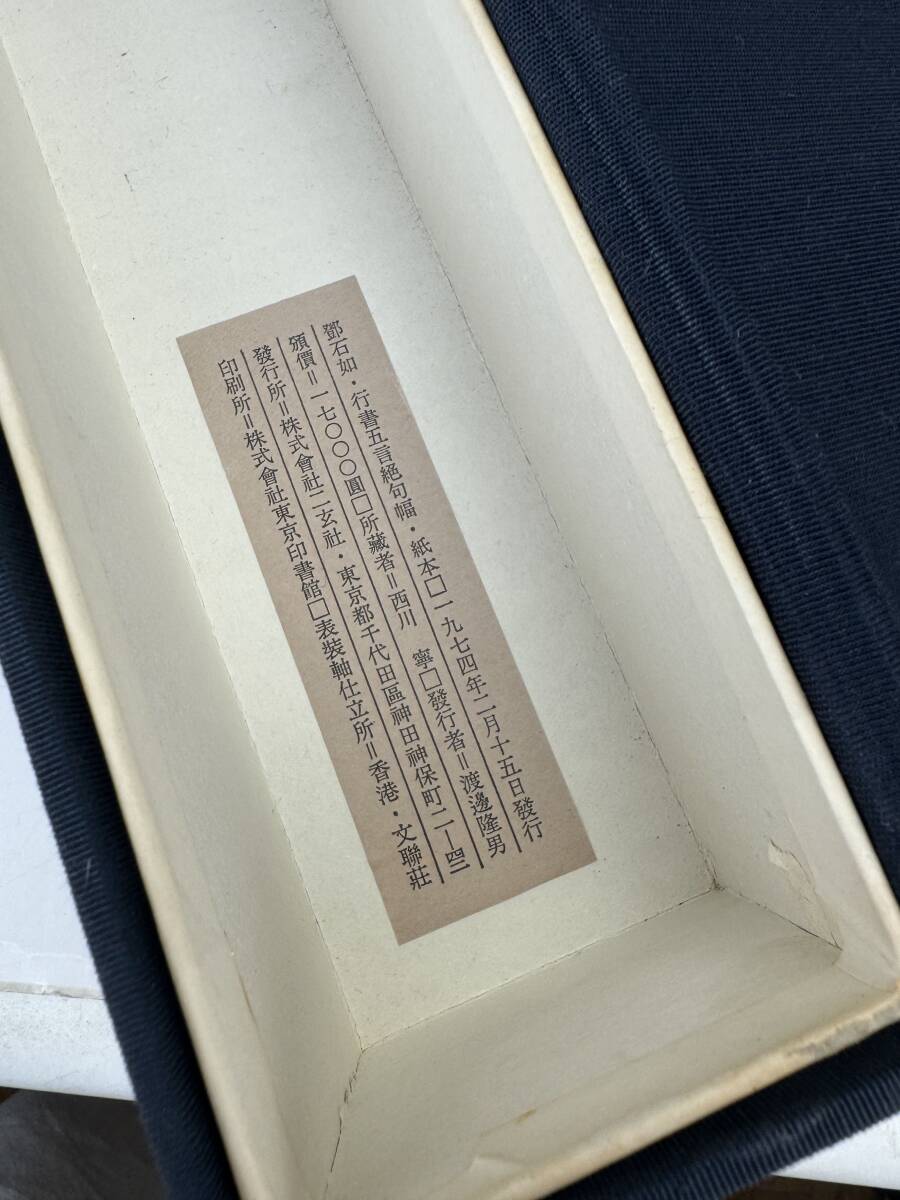 鄧石如・行書五言絕句幅・紙本□一九七四年二月十五日發行
頒價＝一七〇〇〇圓□所藏者＝西川　寧□發行者＝渡邊隆男
發行所＝株式會社二玄社・東京都千代田區神田神保町二—四二
印刷所＝株式會社東京印書館□表裝軸仕立所＝香港・文聯莊